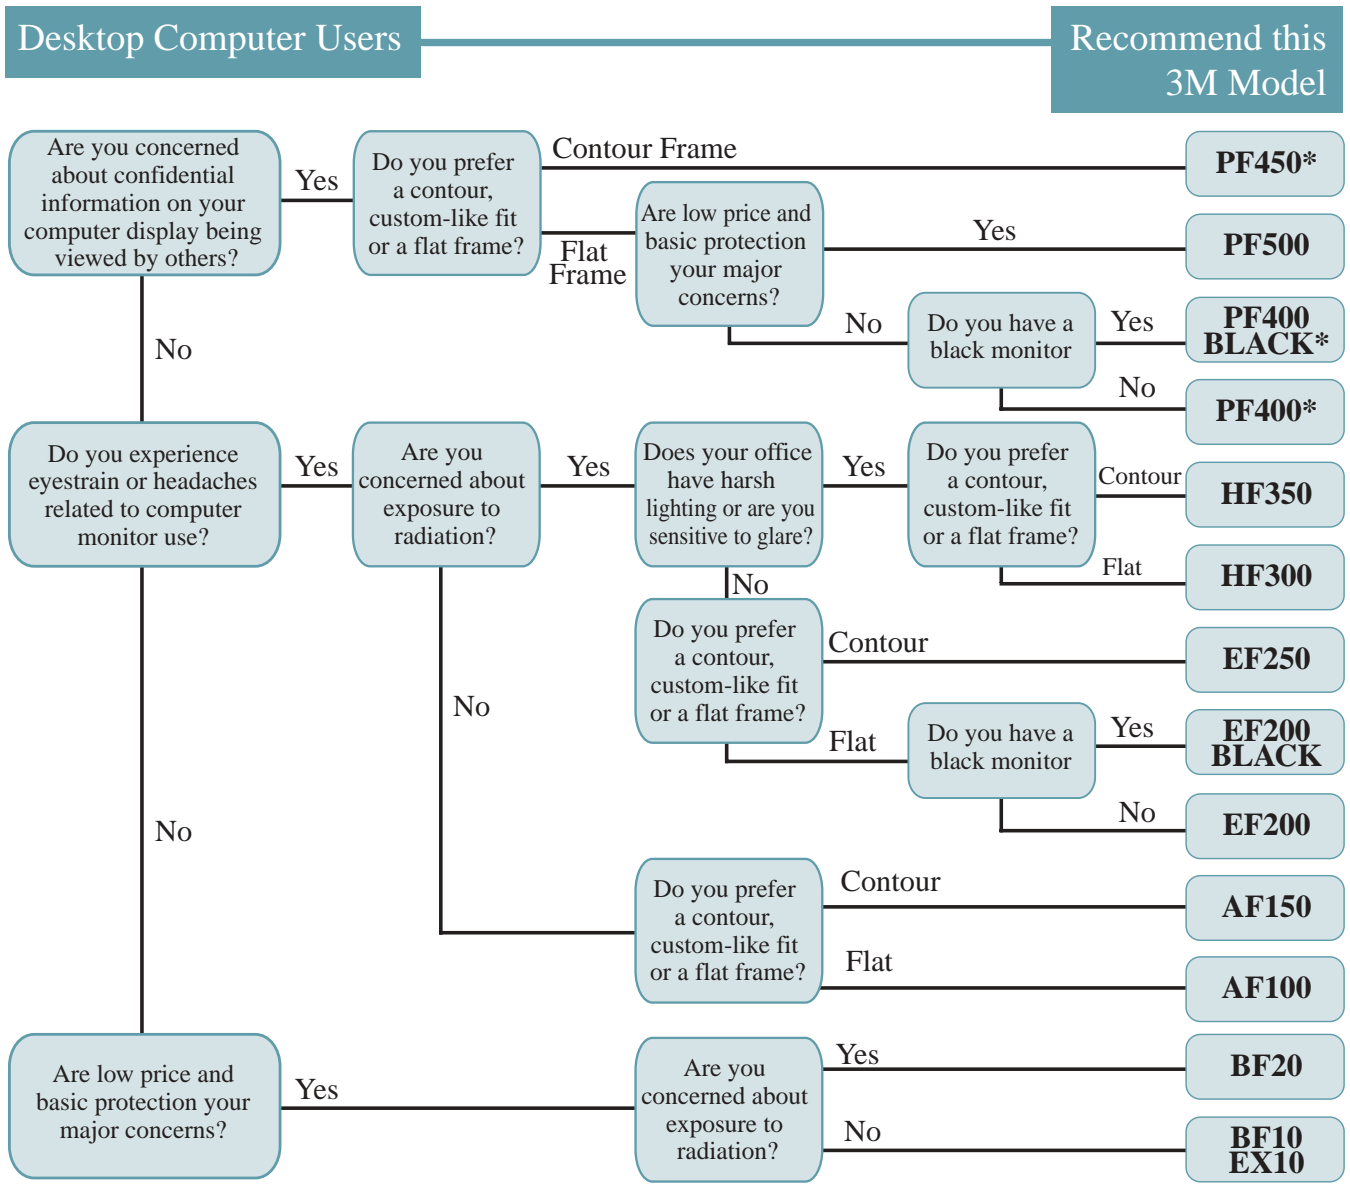 Desktop Computer Users
Recommend this
3M Model
Are you concerned
about confidential
information on your
computer display being
viewed by others?
Yes
Do you prefer
a contour,
custom-like fit
or a flat frame?
Contour Frame
PF450*
Flat
Frame
Are low price and
basic protection
your major
concerns?
Yes
PF500
No
Do you have a
black monitor
Yes
PF400
BLACK*
No
PF400*
No
Do you experience
eyestrain or headaches
related to computer
monitor use?
Yes
Are you
concerned about
exposure to
radiation?
Yes
Does your office
have harsh
lighting or are you
sensitive to glare?
Yes
Do you prefer
a contour,
custom-like fit
or a flat frame?
Contour
HF350
Flat
HF300
No
Do you prefer
a contour,
custom-like fit
or a flat frame?
Contour
EF250
Flat
Do you have a
black monitor
Yes
EF200
BLACK
No
EF200
No
Do you prefer
a contour,
custom-like fit
or a flat frame?
Contour
AF150
Flat
AF100
No
Are low price and
basic protection your
major concerns?
Yes
Are you
concerned about
exposure to
radiation?
Yes
BF20
No
BF10
EX10